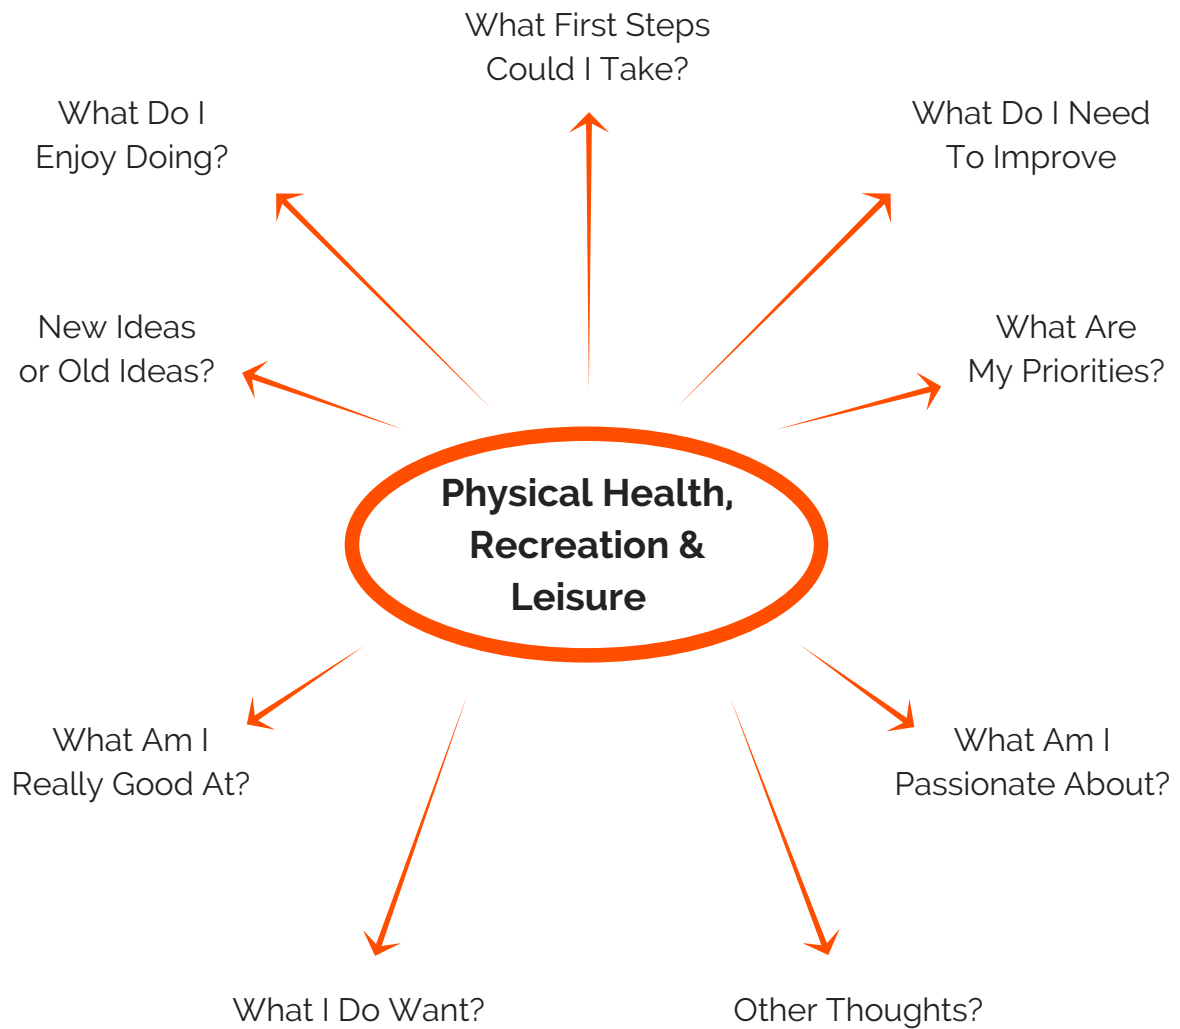 What First Steps
Could I Take?
What Do I
Enjoy Doing?
What Do I Need
To Improve
New Ideas
or Old Ideas?
What Are
My Priorities?
Physical Health,
Recreation &
Leisure
What Am I
Really Good At?
What Am I
Passionate About?
What I Do Want?
Other Thoughts?